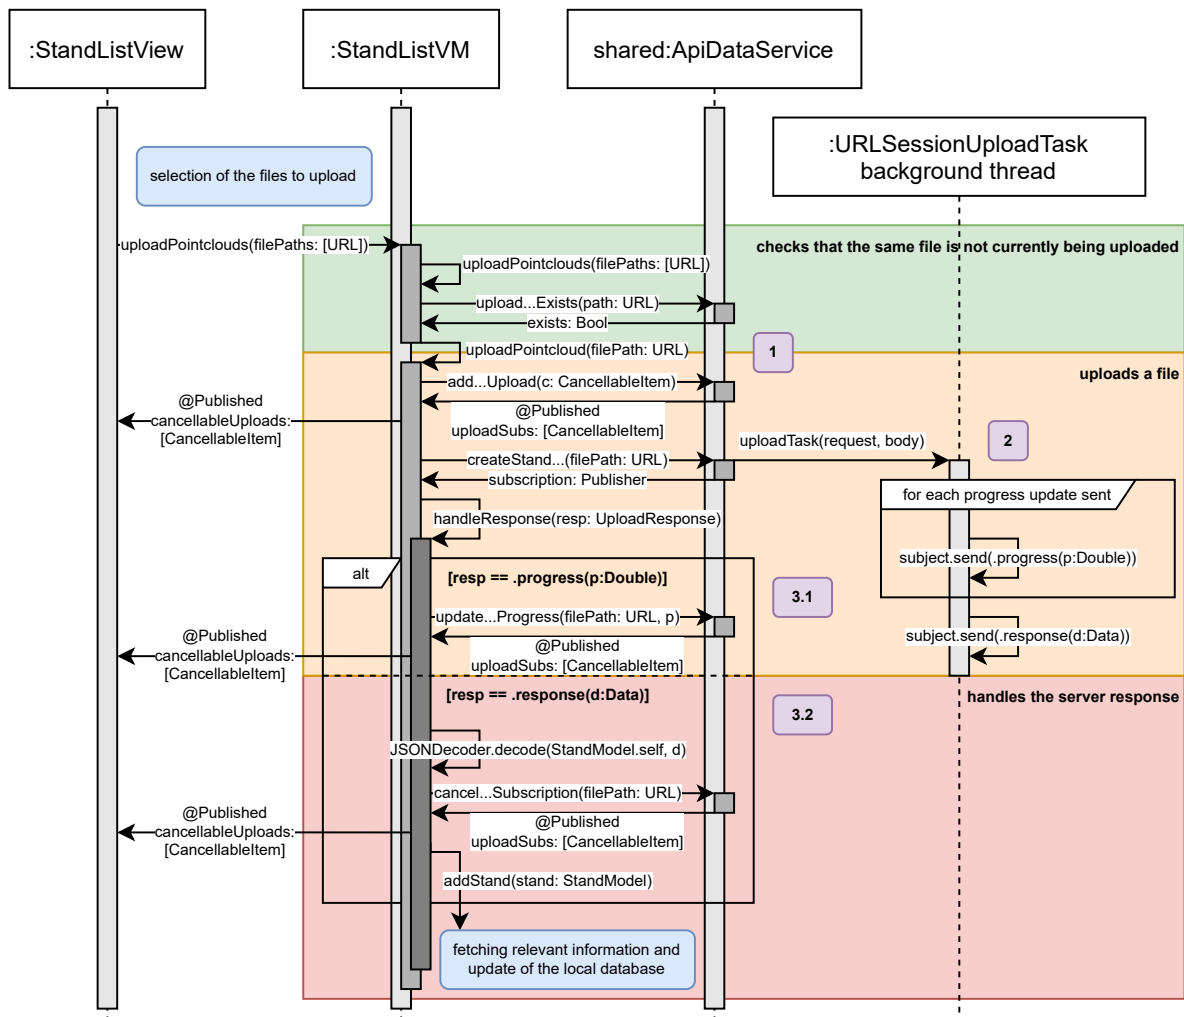 :StandListView
:StandListVM
shared:ApiDataService
:URLSessionUploadTask
background thread
selection of the files to upload
uploadPointclouds(filePaths: [URL])
checks that the same file is not currently being uploaded
uploadPointclouds(filePaths: [URL])
upload...Exists(path: URL)
exists: Bool
uploadPointcloud(filePath: URL)
1
uploads a file
add...Upload(c: CancellableItem)
@Published
cancellableUploads:
[CancellableItem]
@Published
uploadSubs: [CancellableItem]
uploadTask(request, body)
2
createStand...(filePath: URL)
subscription: Publisher
for each progress update sent
handleResponse(resp: UploadResponse)
subject.send(.progress(p:Double))
alt
[resp == .progress(p:Double)]
3.1
update...Progress(filePath: URL, p)
subject.send(.response(d:Data))
@Published
cancellableUploads:
[CancellableItem]
@Published
uploadSubs: [CancellableItem]
[resp == .response(d:Data)]
handles the server response
3.2
JSONDecoder.decode(StandModel.self, d)
cancel...Subscription(filePath: URL)
@Published
cancellableUploads:
[CancellableItem]
@Published
uploadSubs: [CancellableItem]
addStand(stand: StandModel)
fetching relevant information and
update of the local database